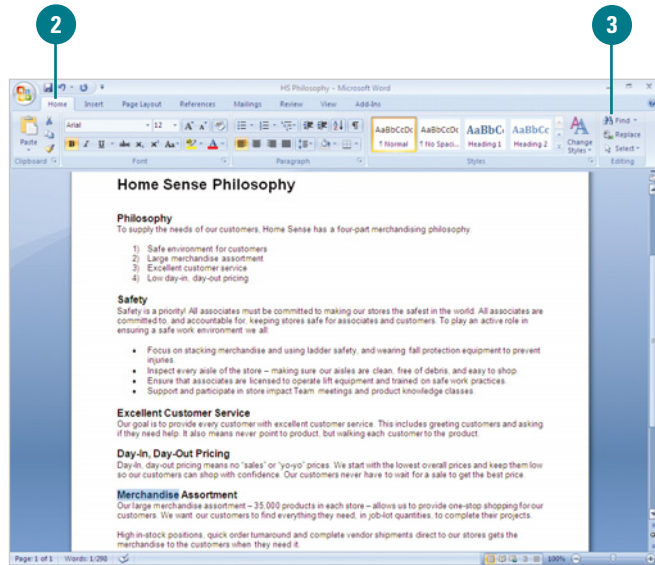 2
3
HS Philosophy - Microsoft Word
Home Insert Page Layout References Mailings Review View Add-Ins
Paste
Arial 12
B I U abe x, x² Aa A
AaBbCcDc AaBbCcDc AaBbC AaBbCc
¶ Normal ¶ No Spaci... Heading 1 Heading 2
Change Styles
Find
Replace
Select
Clipboard Font Paragraph Styles Editing
Home Sense Philosophy
Philosophy
To supply the needs of our customers, Home Sense has a four-part merchandising philosophy.
1) Safe environment for customers
2) Large merchandise assortment
3) Excellent customer service
4) Low day-in, day-out pricing
Safety
Safety is a priority! All associates must be committed to making our stores the safest in the world. All associates are
committed to, and accountable for, keeping stores safe for associates and customers. To play an active role in
ensuring a safe work environment we all:
• Focus on stacking merchandise and using ladder safety, and wearing fall protection equipment to prevent
injuries.
• Inspect every aisle of the store – making sure our aisles are clean, free of debris, and easy to shop.
• Ensure that associates are licensed to operate lift equipment and trained on safe work practices.
• Support and participate in store impact Team meetings and product knowledge classes.
Excellent Customer Service
Our goal is to provide every customer with excellent customer service. This includes greeting customers and asking
if they need help. It also means never point to product, but walking each customer to the product.
Day-In, Day-Out Pricing
Day-In, day-out pricing means no "sales" or "yo-yo" prices. We start with the lowest overall prices and keep them low
so our customers can shop with confidence. Our customers never have to wait for a sale to get the best price.
Merchandise Assortment
Our large merchandise assortment – 35,000 products in each store – allows us to provide one-stop shopping for our
customers. We want our customers to find everything they need, in job-lot quantities, to complete their projects.
High in-stock positions, quick order turnaround and complete vendor shipments direct to our stores gets the
merchandise to the customers when they need it.
Page: 1 of 1 Words: 1/298 100%